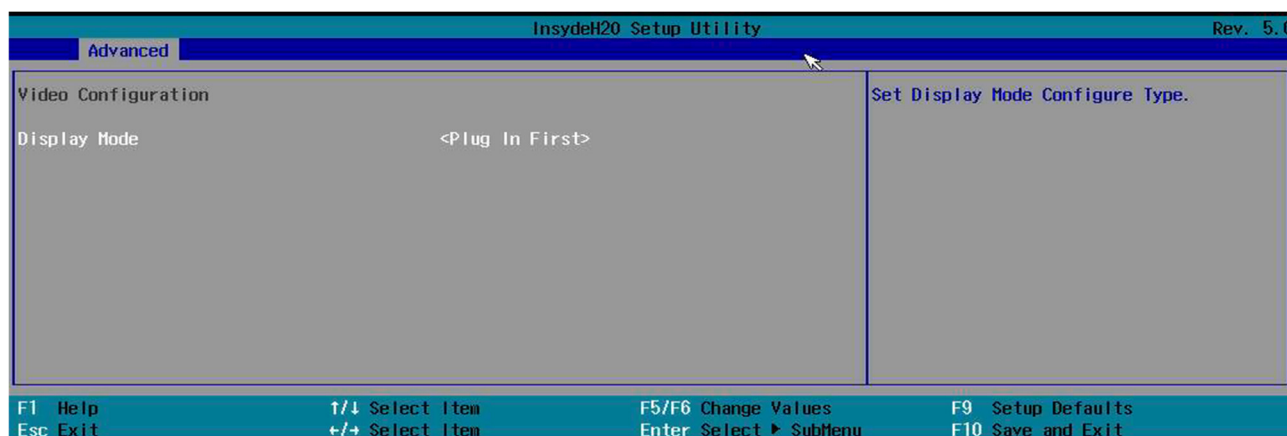 InsydeH20 Setup Utility Rev. 5.0
Advanced
Video Configuration
Set Display Mode Configure Type.
Display Mode <Plug In First>
F1 Help ↑/↓ Select Item F5/F6 Change Values F9 Setup Defaults
Esc Exit ←/→ Select Item Enter Select ▶ SubMenu F10 Save and Exit